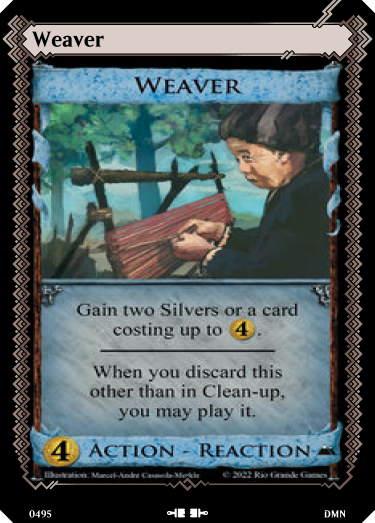 Weaver
WEAVER
Gain two Silvers or a card
costing up to 4.
When you discard this
other than in Clean-up,
you may play it.
4 ACTION - REACTION
Illustration: Marcel-André Casasola-Merkle © 2022 Rio Grande Games
0495 DMN